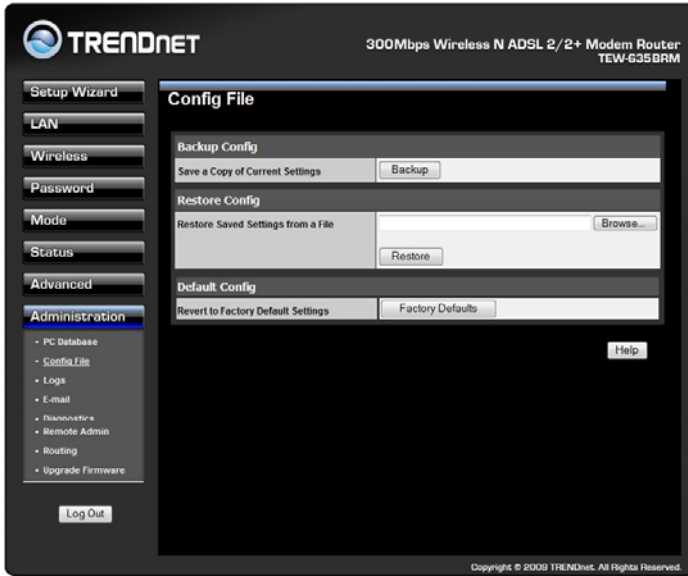 TRENDNET
300Mbps Wireless N ADSL 2/2+ Modem Router
TEW-635BRM
Setup Wizard
LAN
Wireless
Password
Mode
Status
Advanced
Administration
- PC Database
- Config File
- Logs
- E-mail
- Diagnostics
- Remote Admin
- Routing
- Upgrade Firmware
Log Out
Config File
Backup Config
Save a Copy of Current Settings
Backup
Restore Config
Restore Saved Settings from a File
Browse...
Restore
Default Config
Revert to Factory Default Settings
Factory Defaults
Help
Copyright © 2009 TRENDnet. All Rights Reserved.